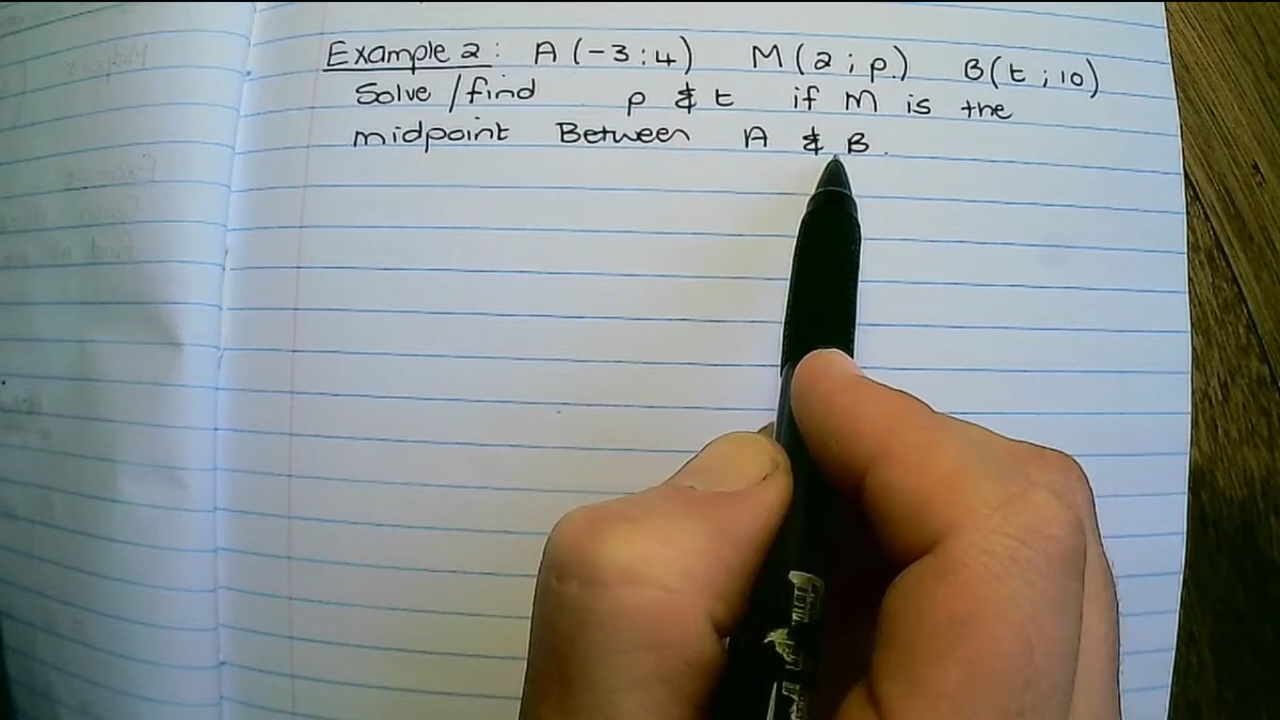 Example 2: A (-3 ; 4) M (2 ; p) B (t ; 10)
Solve / find p & t if M is the
midpoint Between A & B.